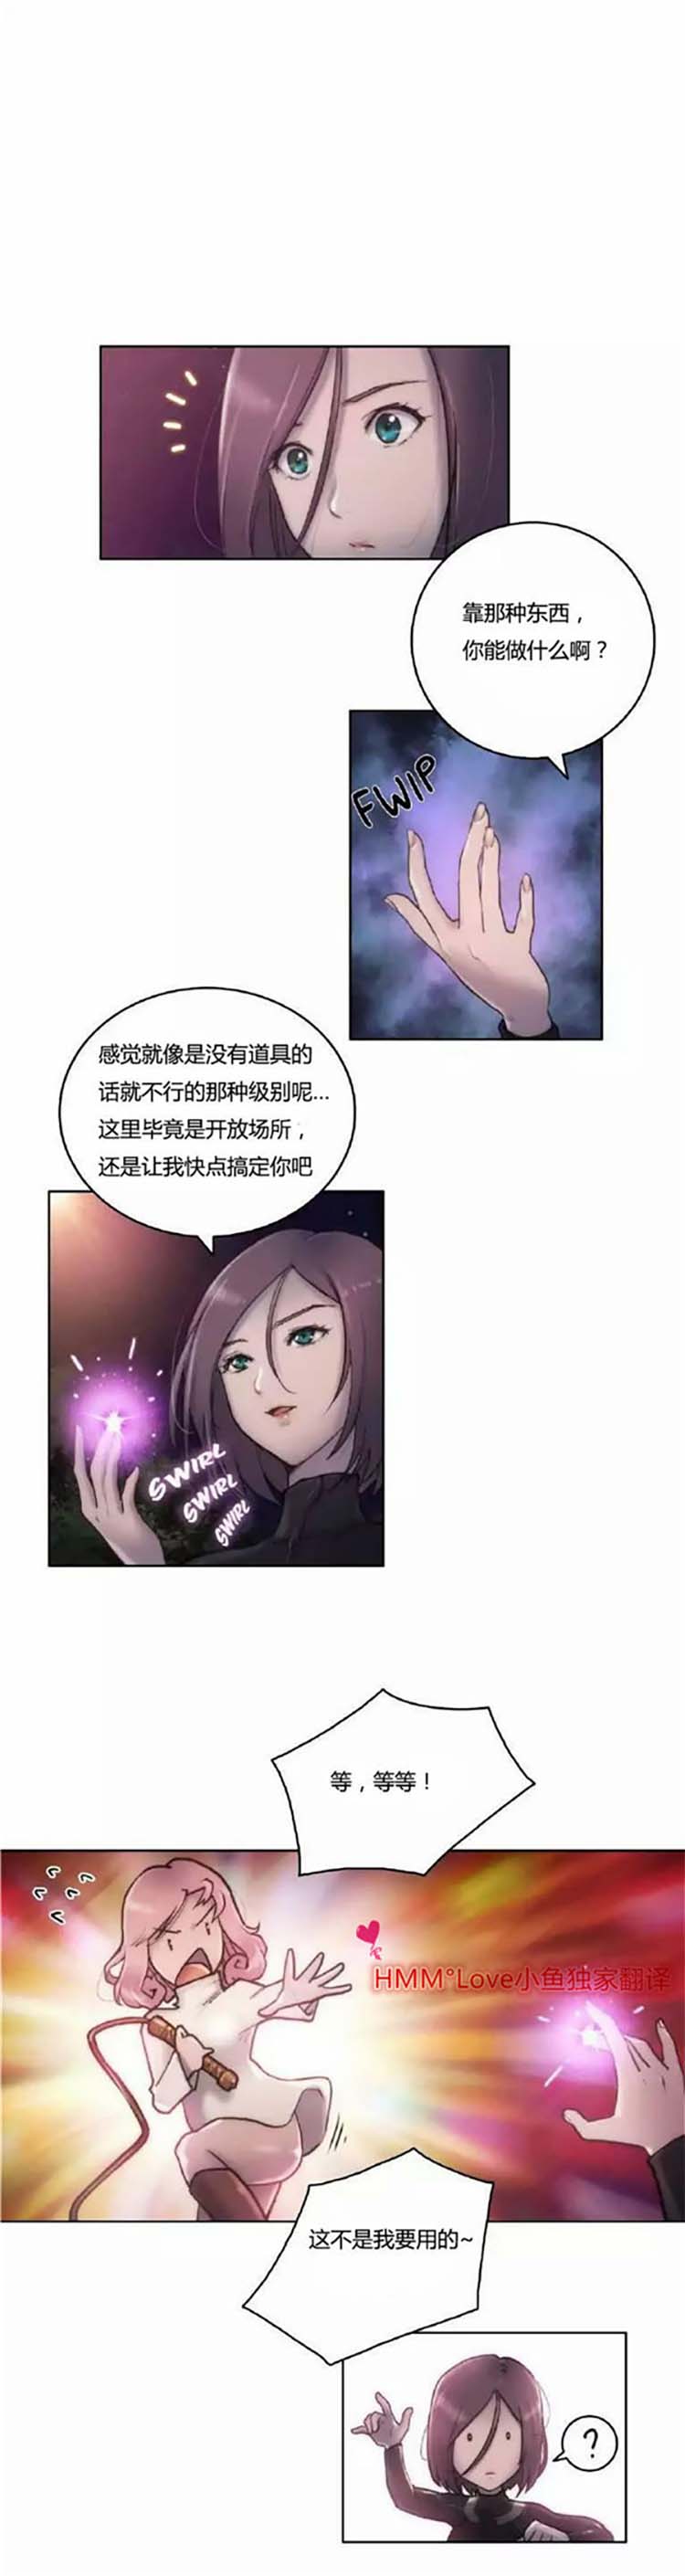 靠那种东西，
你能做什么啊？
FWIP
感觉就像是没有道具的
话就不行的那种级别呢...
这里毕竟是开放场所，
还是让我快点搞定你吧
SWIRL
SWIRL
SWIRL
等，等等！
HMM°Love小鱼独家翻译
这不是我要用的~
?